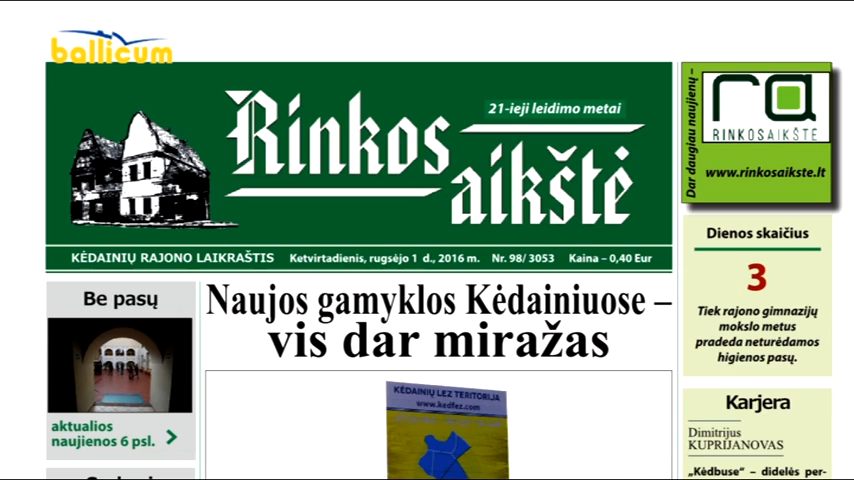 balticum
Rinkos
aikštė
21-ieji leidimo metai
KĖDAINIŲ RAJONO LAIKRAŠTIS Ketvirtadienis, rugsėjo 1 d., 2016 m. Nr. 98/ 3053 Kaina – 0,40 Eur
Dar daugiau naujienų –
ra
RINKOSAIKŠTE
www.rinkosaikste.lt
Dienos skaičius
3
Tiek rajono gimnazijų
mokslo metus
pradeda neturėdamos
higienos pasų.
Be pasų
aktualios
naujienos 6 psl.
Naujos gamyklos Kėdainiuose –
vis dar miražas
KĖDAINIŲ LEZ TERITORIJA
www.kedfez.com
Karjera
Dimitrijus
KUPRIJANOVAS
„Kėdbuse“ – didelės per-